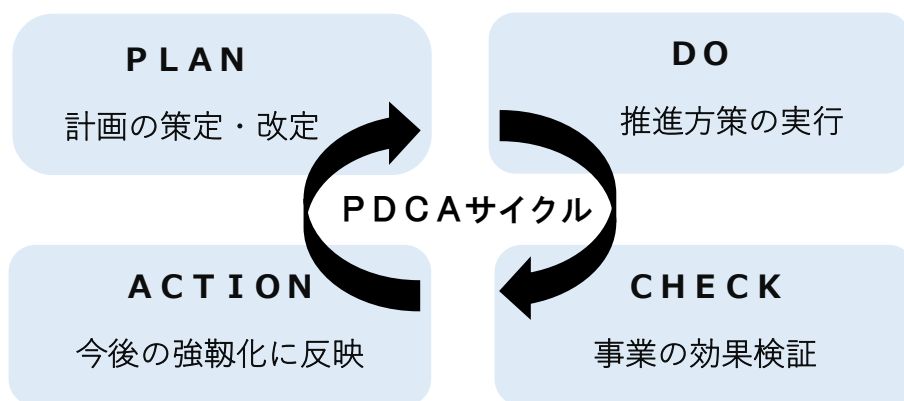 ＰＬＡＮ
計画の策定・改定
ＤＯ
推進方策の実行
ＰＤＣＡサイクル
ＡＣＴＩＯＮ
今後の強靱化に反映
ＣＨＥＣＫ
事業の効果検証